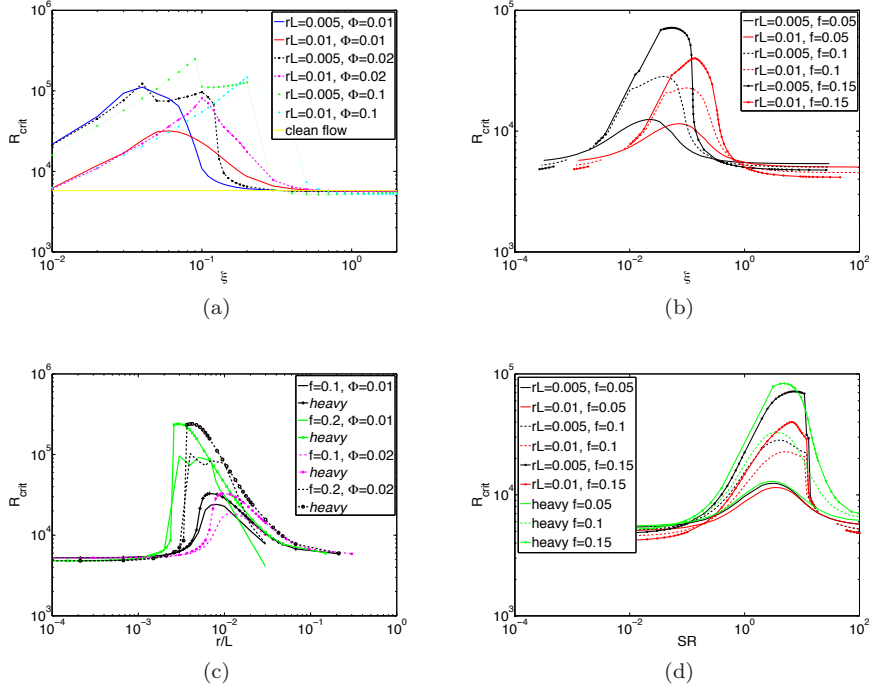 10^6
10^5
10^4
10^3
R_crit
10^-2
10^-1
10^0
ξ
rL=0.005, Φ=0.01
rL=0.01, Φ=0.01
rL=0.005, Φ=0.02
rL=0.01, Φ=0.02
rL=0.005, Φ=0.1
rL=0.01, Φ=0.1
clean flow
(a)
10^5
10^4
10^3
R_crit
10^-4
10^-2
10^0
10^2
ξ
rL=0.005, f=0.05
rL=0.01, f=0.05
rL=0.005, f=0.1
rL=0.01, f=0.1
rL=0.005, f=0.15
rL=0.01, f=0.15
(b)
10^6
10^5
10^4
10^3
R_crit
10^-4
10^-3
10^-2
10^-1
10^0
r/L
f=0.1, Φ=0.01
heavy
f=0.2, Φ=0.01
heavy
f=0.1, Φ=0.02
heavy
f=0.2, Φ=0.02
heavy
(c)
10^5
10^4
10^3
R_crit
10^-4
10^-2
10^0
10^2
SR
rL=0.005, f=0.05
rL=0.01, f=0.05
rL=0.005, f=0.1
rL=0.01, f=0.1
rL=0.005, f=0.15
rL=0.01, f=0.15
heavy f=0.05
heavy f=0.1
heavy f=0.15
(d)